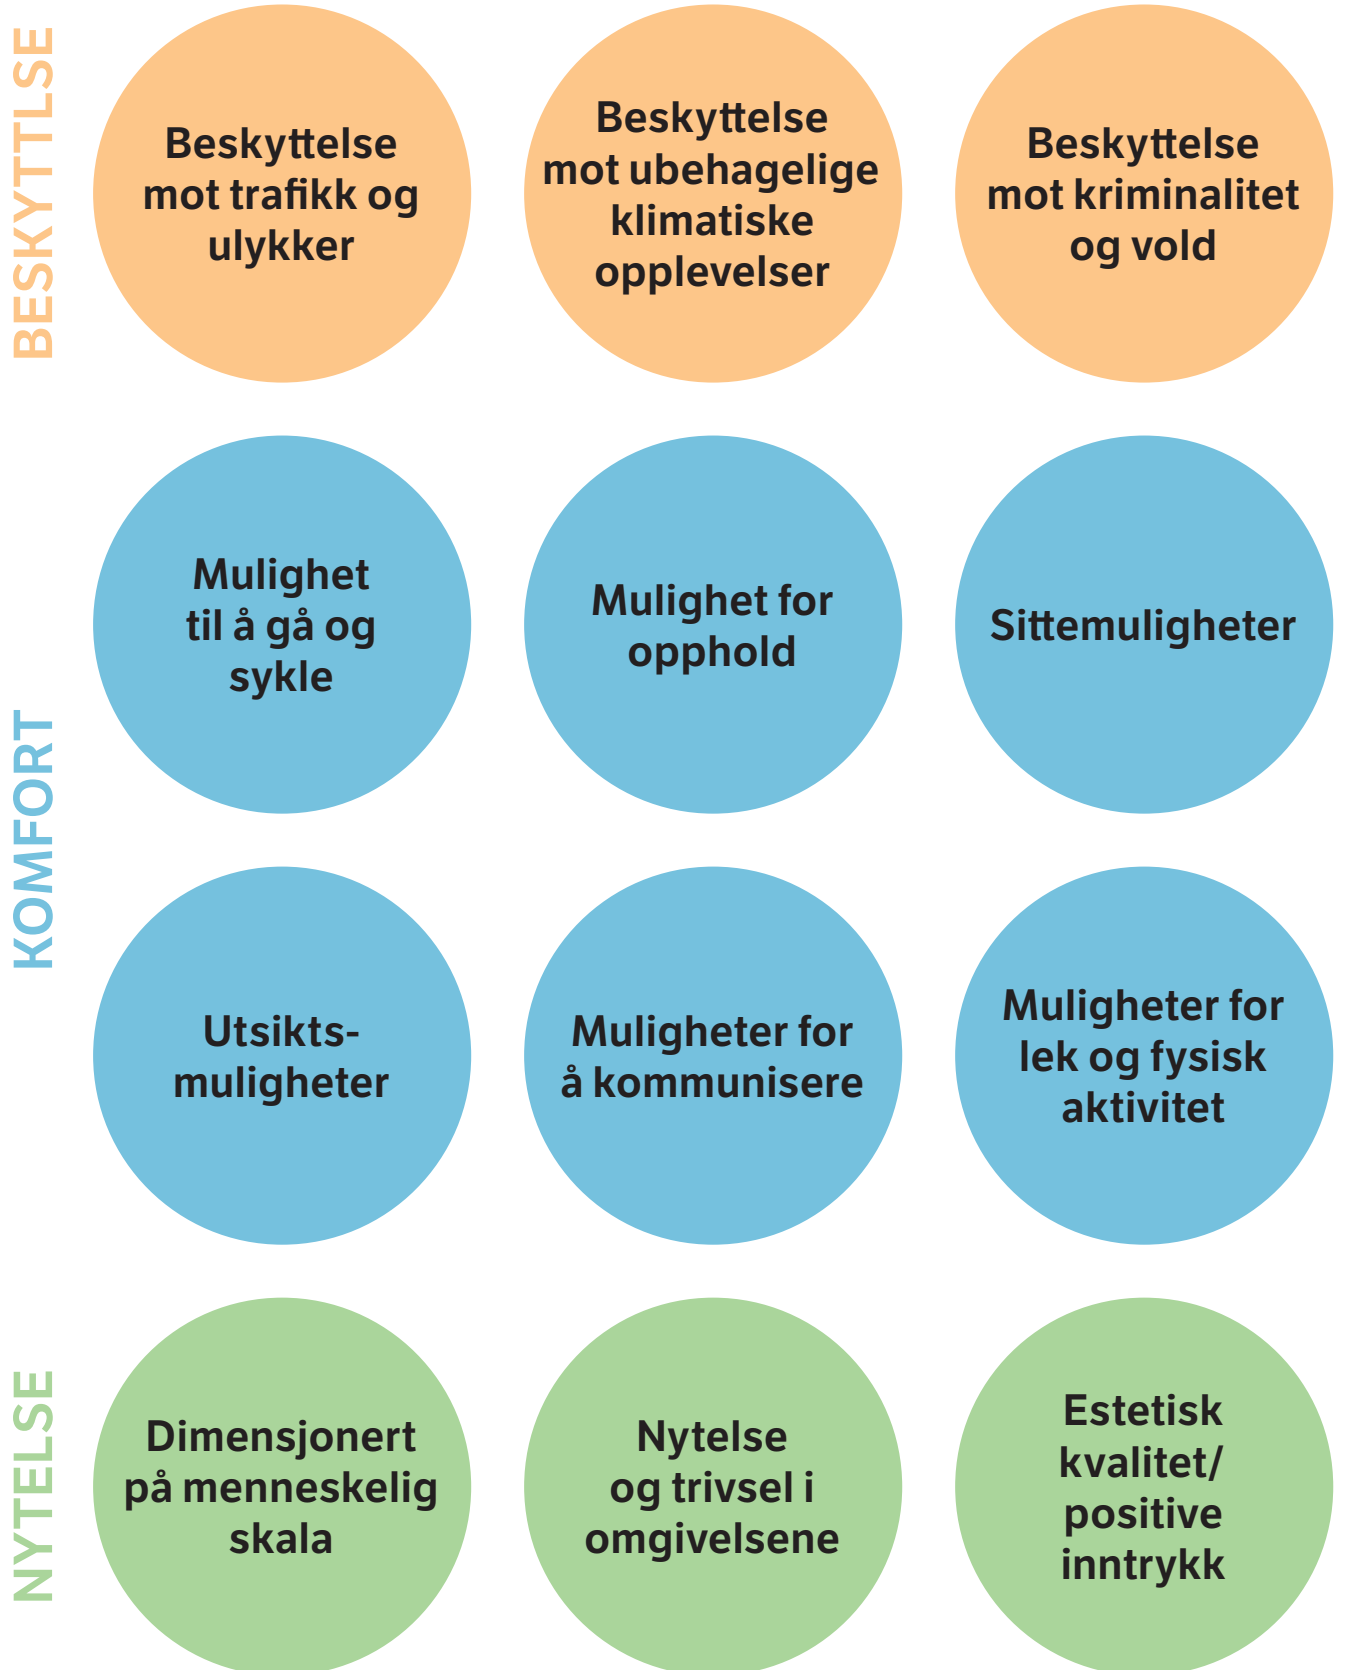 BESKYTTLSE
Beskyttelse
mot trafikk og
ulykker
Beskyttelse
mot ubehagelige
klimatiske
opplevelser
Beskyttelse
mot kriminalitet
og vold
KOMFORT
Mulighet
til å gå og
sykle
Mulighet for
opphold
Sittemuligheter
Utsikts-
muligheter
Muligheter for
å kommunisere
Muligheter for
lek og fysisk
aktivitet
NYTELSE
Dimensjonert
på menneskelig
skala
Nytelse
og trivsel i
omgivelsene
Estetisk
kvalitet/
positive
inntrykk